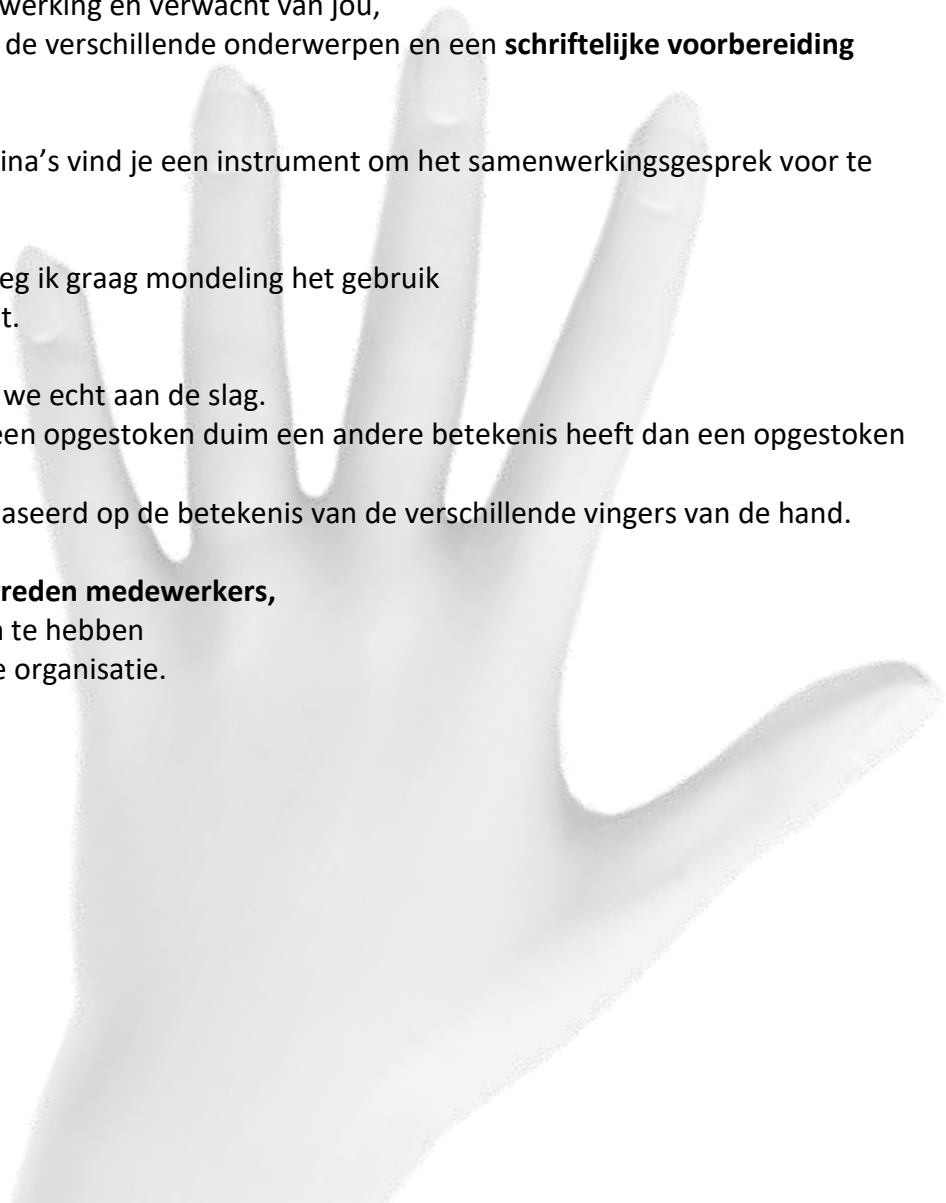 werking en verwacht van jou,
de verschillende onderwerpen en een schriftelijke voorbereiding
ina’s vind je een instrument om het samenwerkingsgesprek voor te
eg ik graag mondeling het gebruik
t.
we echt aan de slag.
een opgestoken duim een andere betekenis heeft dan een opgestoken
aseerd op de betekenis van de verschillende vingers van de hand.
reden medewerkers,
n te hebben
e organisatie.